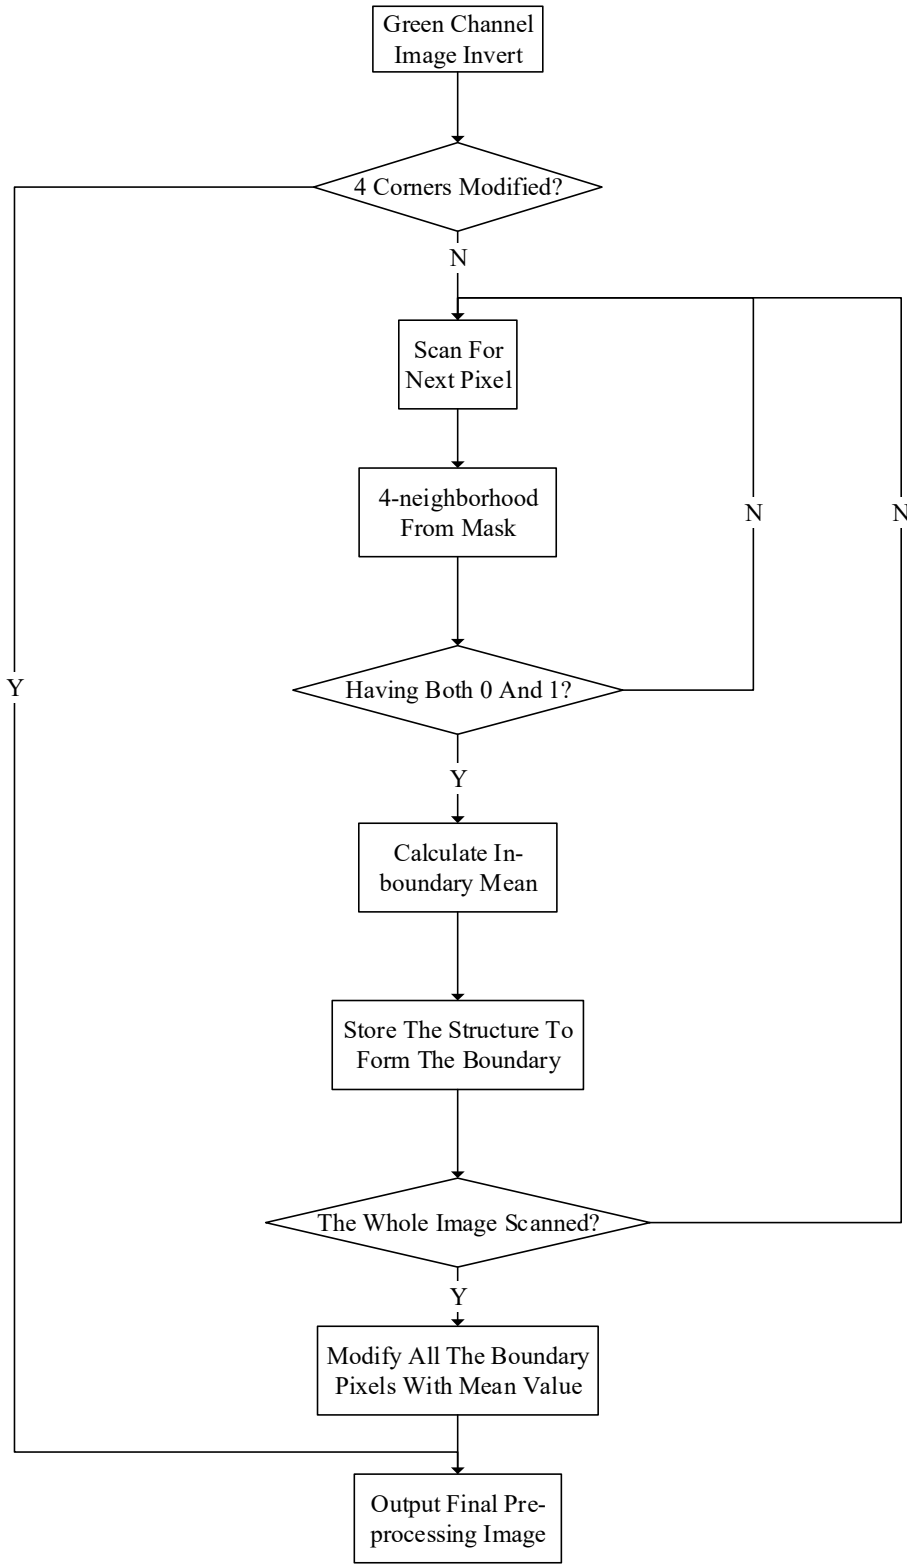 Green Channel
Image Invert
4 Corners Modified?
N
Scan For
Next Pixel
4-neighborhood
From Mask
N
N
Having Both 0 And 1?
Y
Y
Calculate In-
boundary Mean
Store The Structure To
Form The Boundary
The Whole Image Scanned?
Y
Modify All The Boundary
Pixels With Mean Value
Output Final Pre-
processing Image